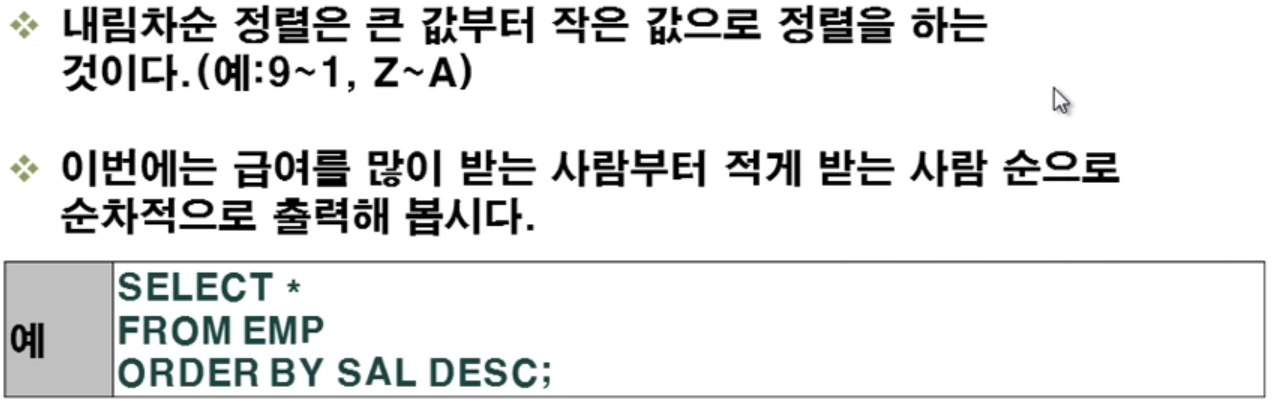 내림차순 정렬은 큰 값부터 작은 값으로 정렬을 하는
것이다.(예:9~1, Z~A)
이번에는 급여를 많이 받는 사람부터 적게 받는 사람 순으로
순차적으로 출력해 봅시다.
예
SELECT *
FROM EMP
ORDER BY SAL DESC;